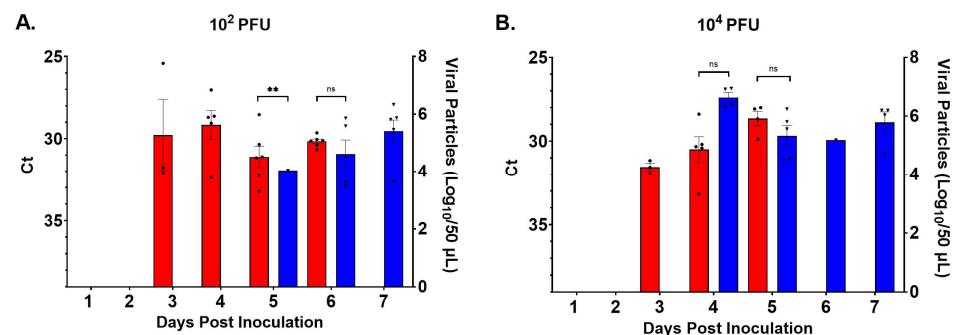 A.
10² PFU
Ct
25
30
35
8
6
4
2
0
Viral Particles (Log₁₀/50 µL)
**
ns
1 2 3 4 5 6 7
Days Post Inoculation
B.
10⁴ PFU
Ct
25
30
35
8
6
4
2
0
Viral Particles (Log₁₀/50 µL)
ns
ns
1 2 3 4 5 6 7
Days Post Inoculation